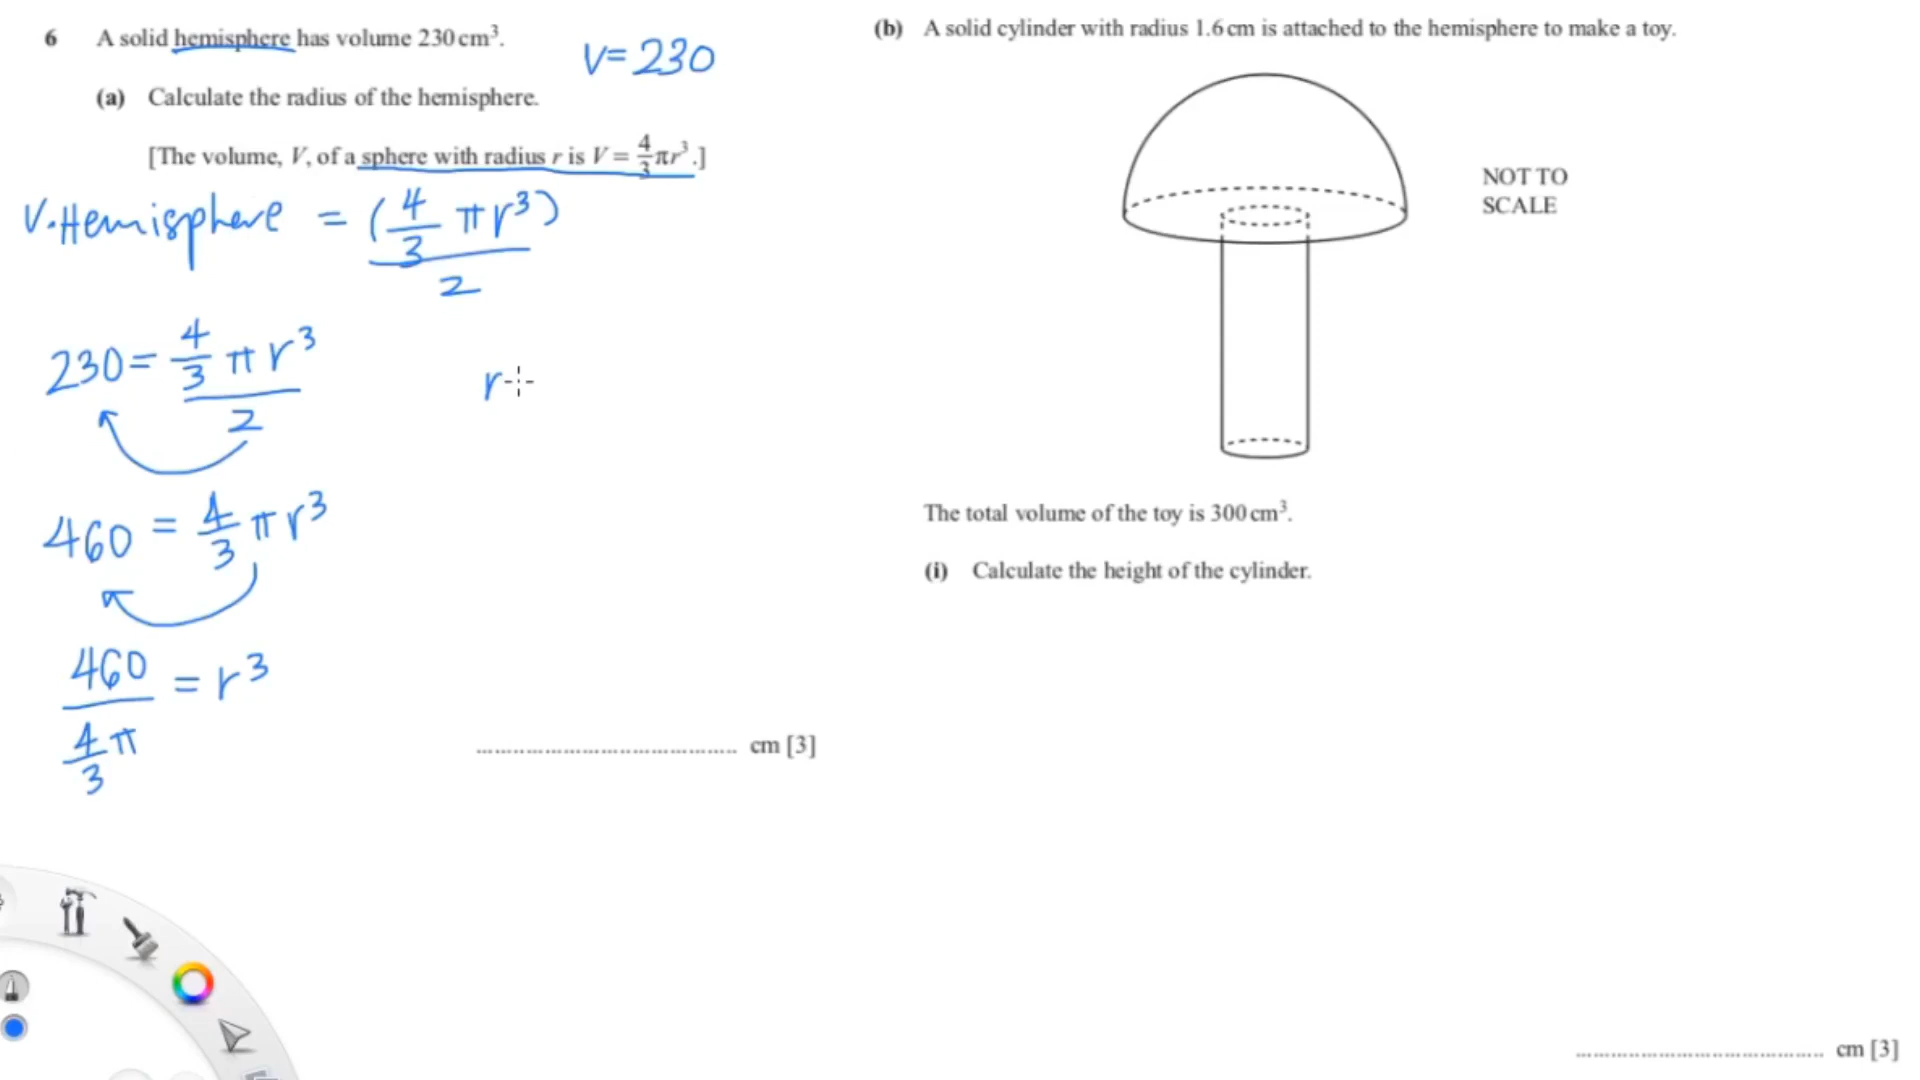 6 A solid hemisphere has volume 230 cm³.
V=230
(a) Calculate the radius of the hemisphere.
[The volume, V, of a sphere with radius r is V = 4/3 πr³.]
V.Hemisphere = (4/3 πr³)/2
230 = 4/3 πr³ / 2
r
460 = 4/3 πr³
460 / 4/3 π = r³
.......................................... cm [3]
(b) A solid cylinder with radius 1.6 cm is attached to the hemisphere to make a toy.
NOT TO
SCALE
The total volume of the toy is 300 cm³.
(i) Calculate the height of the cylinder.
.......................................... cm [3]